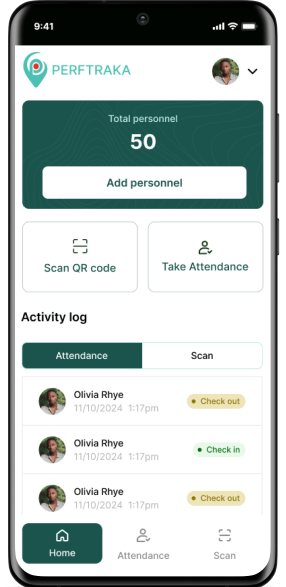 9:41
PERFTRAKA
Total personnel
50
Add personnel
Scan QR code
Take Attendance
Activity log
Attendance Scan
Olivia Rhye
11/10/2024 1:17pm
Check out
Olivia Rhye
11/10/2024 1:17pm
Check in
Olivia Rhye
11/10/2024 1:17pm
Check out
Home Attendance Scan